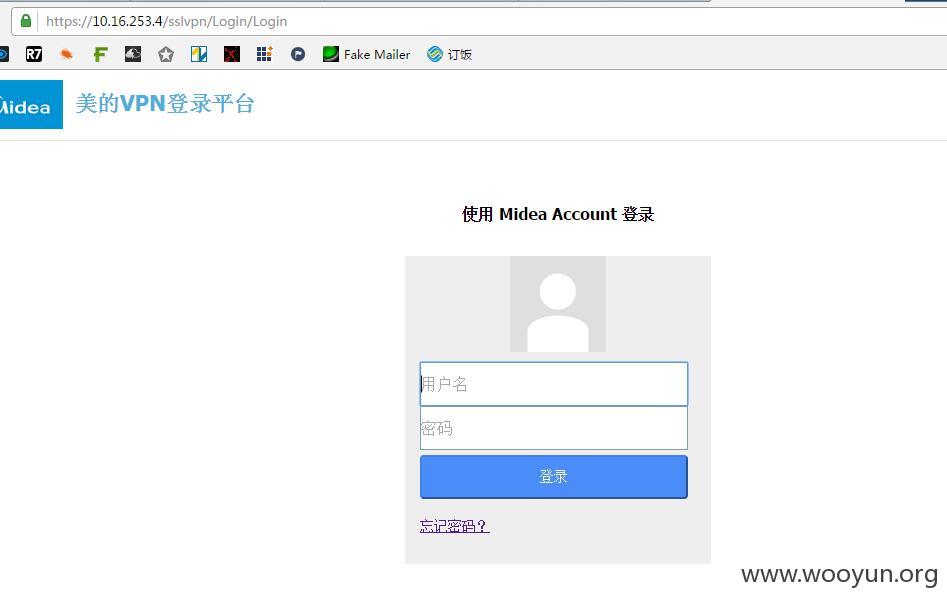 https://10.16.253.4/sslvpn/Login/Login
R7 F Fake Mailer 订饭
Midea 美的VPN登录平台
使用 Midea Account 登录
用户名
密码
登录
忘记密码？
www.wooyun.org